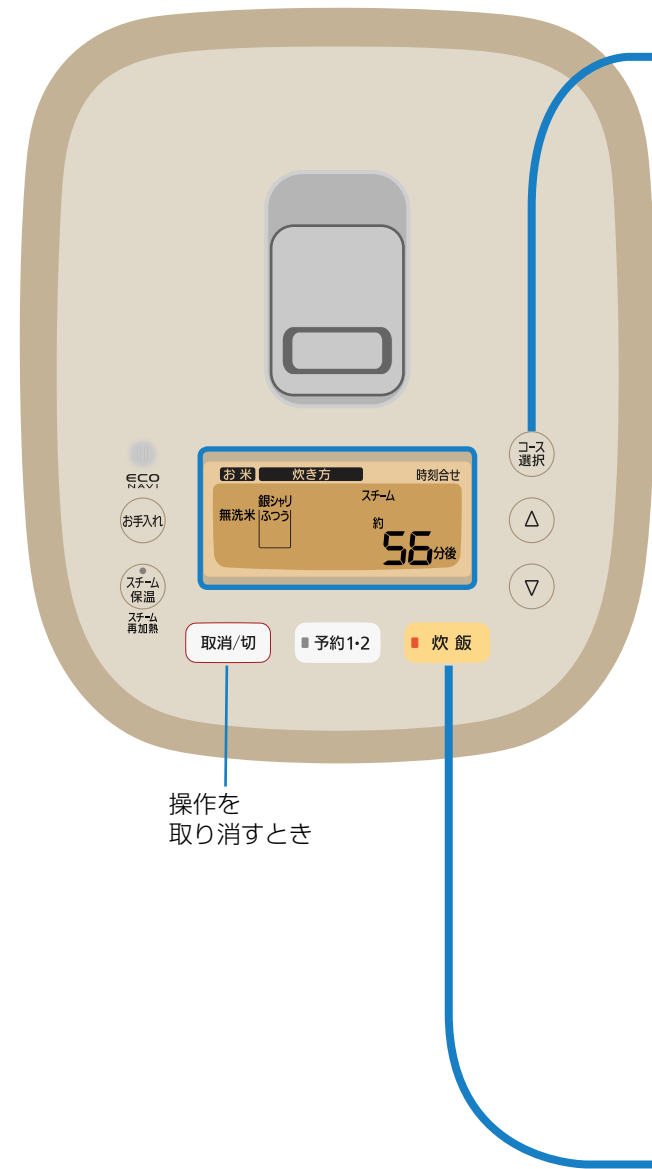 コース
選択
お米 炊き方 時刻合せ
銀シャリ スチーム
無洗米 ふつう 約
56分後
ECO
NAVI
お手入れ
△
スチーム
保温
▽
スチーム
再加熱
取消/切 予約1・2 炊飯
操作を
取り消すとき